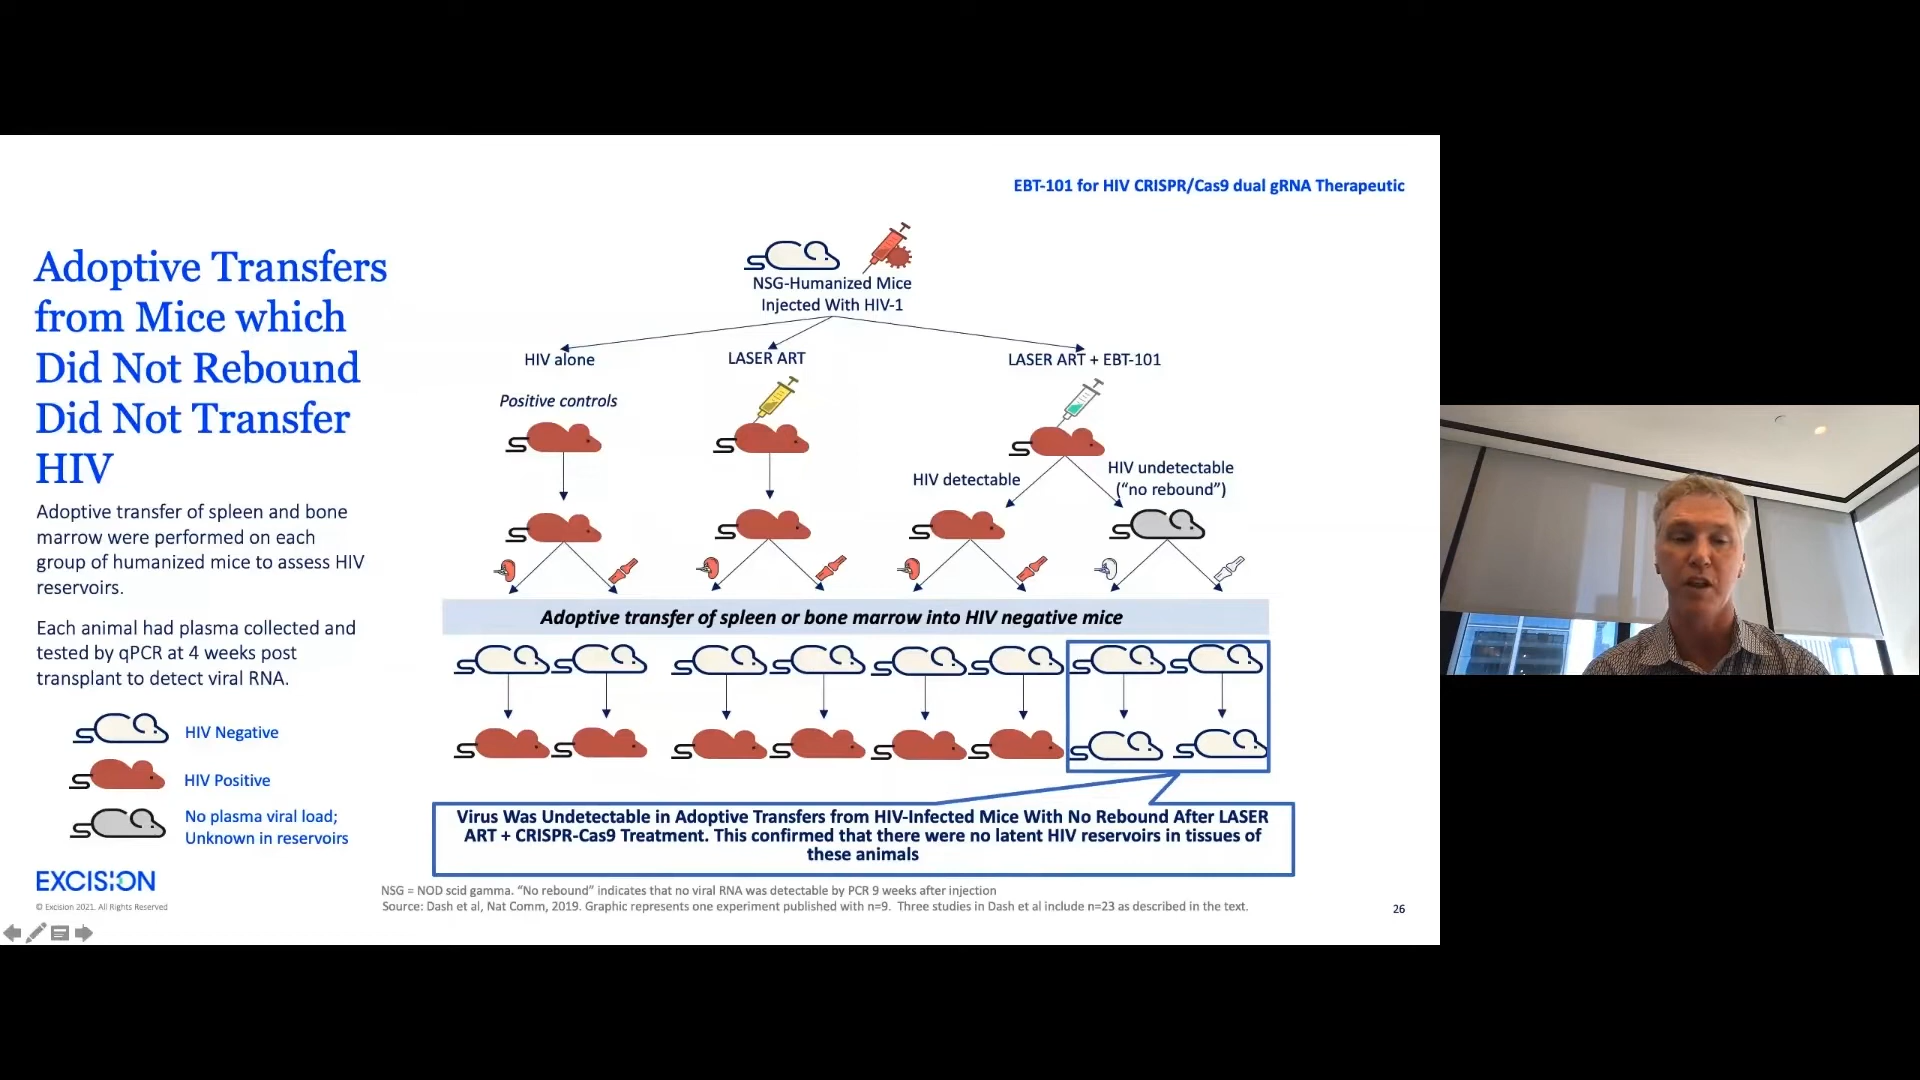 EBT-101 for HIV CRISPR/Cas9 dual gRNA Therapeutic
Adoptive Transfers
from Mice which
Did Not Rebound
Did Not Transfer
HIV
Adoptive transfer of spleen and bone
marrow were performed on each
group of humanized mice to assess HIV
reservoirs.
Each animal had plasma collected and
tested by qPCR at 4 weeks post
transplant to detect viral RNA.
HIV Negative
HIV Positive
No plasma viral load;
Unknown in reservoirs
EXCISION
© Excision 2021. All Rights Reserved
NSG-Humanized Mice
Injected With HIV-1
HIV alone
LASER ART
LASER ART + EBT-101
Positive controls
HIV detectable
HIV undetectable
(“no rebound”)
Adoptive transfer of spleen or bone marrow into HIV negative mice
Virus Was Undetectable in Adoptive Transfers from HIV-Infected Mice With No Rebound After LASER
ART + CRISPR-Cas9 Treatment. This confirmed that there were no latent HIV reservoirs in tissues of
these animals
NSG = NOD scid gamma. “No rebound” indicates that no viral RNA was detectable by PCR 9 weeks after injection
Source: Dash et al, Nat Comm, 2019. Graphic represents one experiment published with n=9. Three studies in Dash et al include n=23 as described in the text.
26